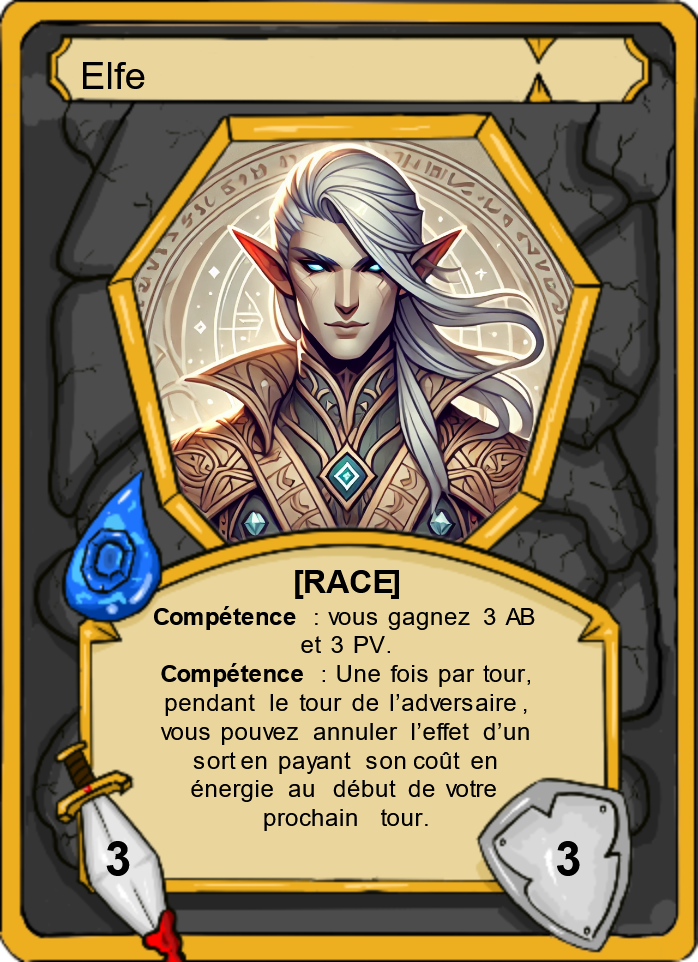 Elfe
[RACE]
Compétence : vous gagnez 3 AB
et 3 PV.
Compétence : Une fois par tour,
pendant le tour de l’adversaire,
vous pouvez annuler l’effet d’un
sort en payant son coût en
énergie au début de votre
prochain tour.
3
3